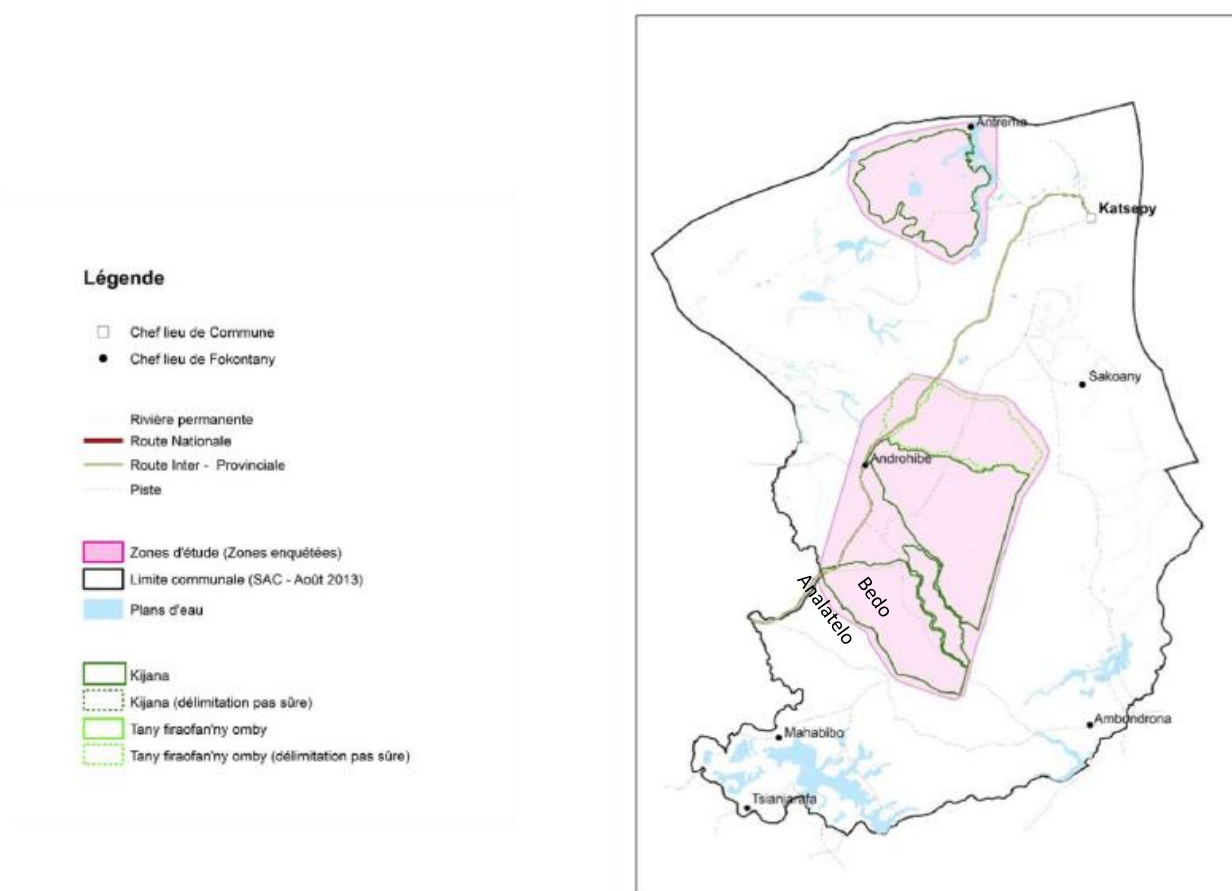 Légende
Chef lieu de Commune
Chef lieu de Fokontany
Rivière permanente
Route Nationale
Route Inter - Provinciale
Piste
Zones d'étude (Zones enquêtées)
Limite communale (SAC - Août 2013)
Plans d'eau
Kijana
Kijana (délimitation pas sûre)
Tany firaofan'ny omby
Tany firaofan'ny omby (délimitation pas sûre)
Antrema
Katsepy
Sakoany
Androhibe
Bedo
Analatelo
Ambondrona
Mahabibo
Tsianjarafa